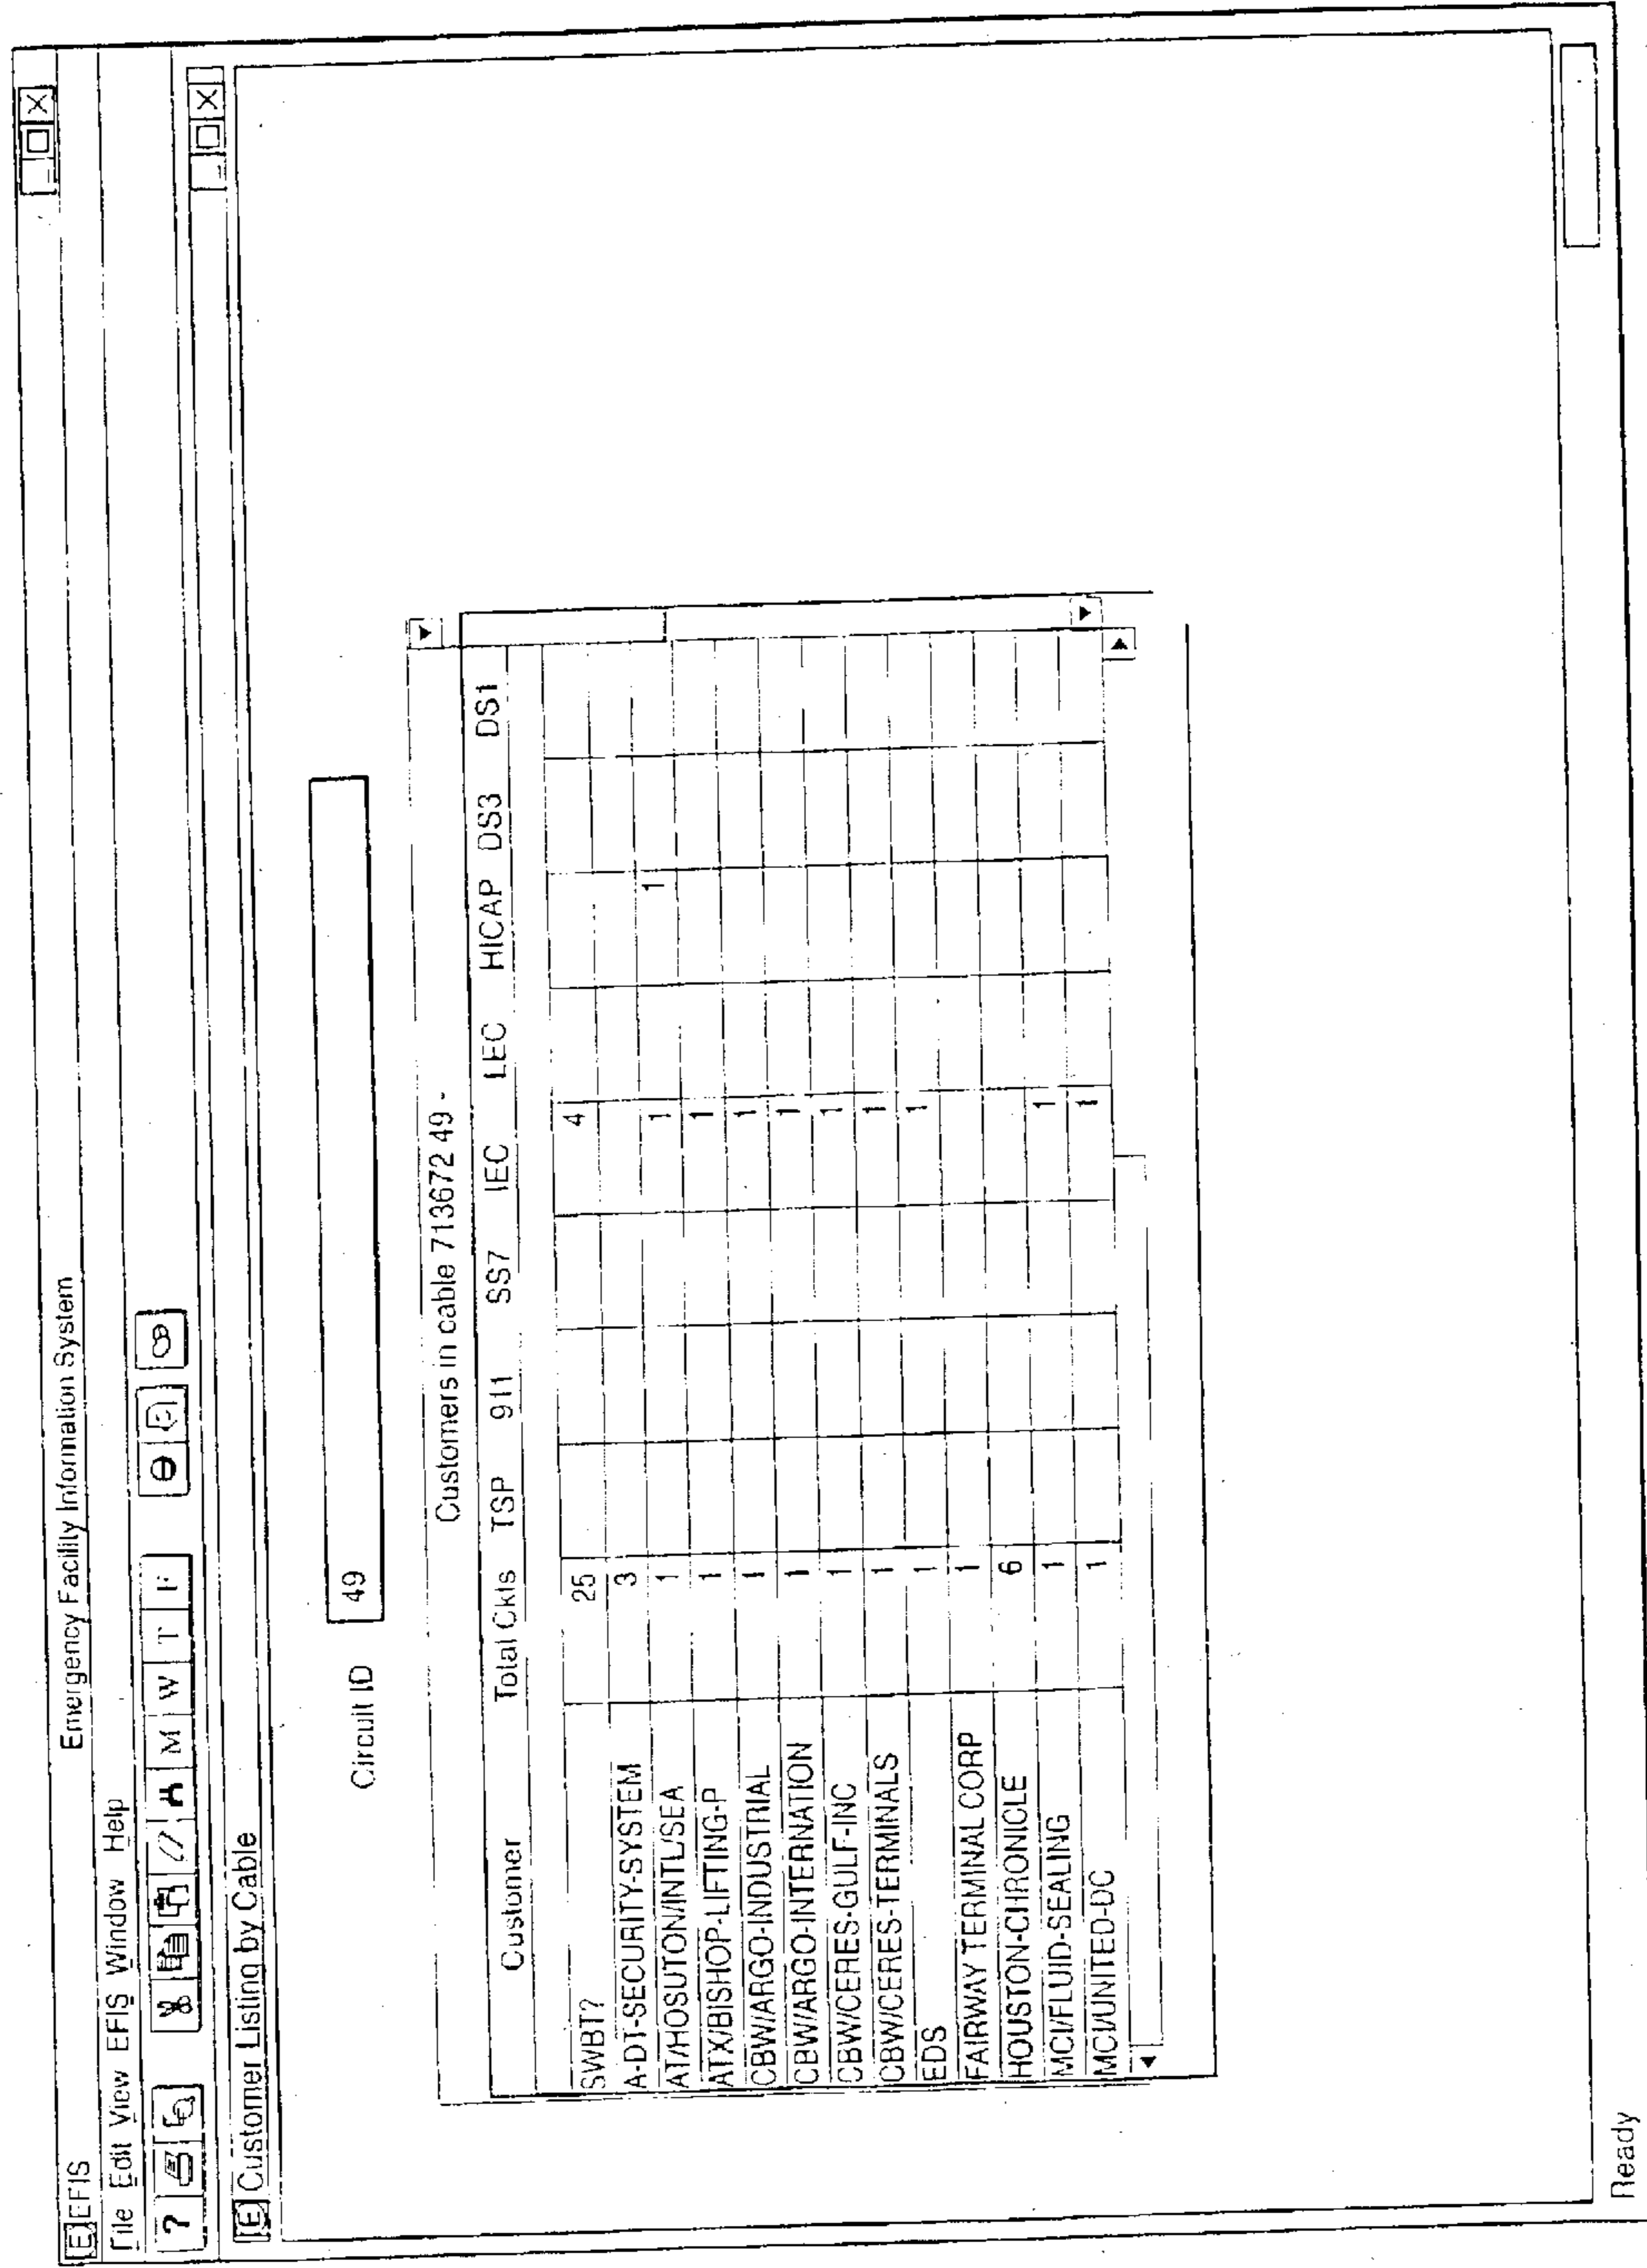 EFIS Emergency Facility Information System
File Edit View EFIS Window Help
? M W T F
E Customer Listing by Cable
Circuit ID 49
Customers in cable 713672 49 -
Customer Total Ckts TSP 911 SS7 IEC LEC HICAP DS3 DS1
SWBT? 25 4
A-DT-SECURITY-SYSTEM 3
AT/HOSUTON/INTL/SEA 1 1 1
ATX/BISHOP-LIFTING-P 1 1
CBW/ARGO-INDUSTRIAL 1 1
CBW/ARGO-INTERNATION 1 1
CBW/CERES-GULF-INC 1 1
CBW/CERES-TERMINALS 1 1
EDS 1 1
FAIRWAY TERMINAL CORP 1
HOUSTON-CHRONICLE 6
MCI/FLUID-SEALING 1 1
MCI/UNITED-DC 1 1
Ready